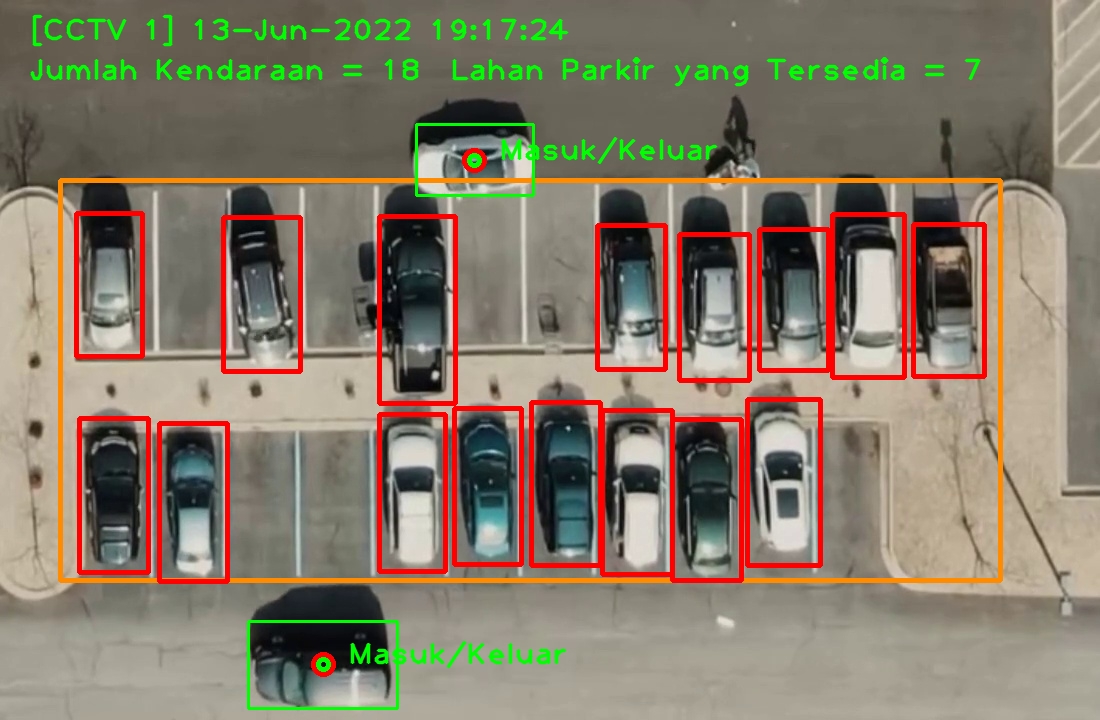 [CCTV 1] 13-Jun-2022 19:17:24
Jumlah Kendaraan = 18 Lahan Parkir yang Tersedia = 7
Masuk/Keluar
Masuk/Keluar